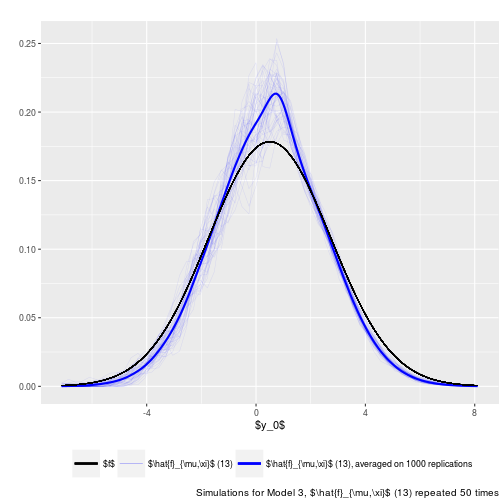 0.25
0.20
0.15
0.10
0.05
0.00
-4 0 4 8
$y_0$
$f$ $\hat{f}_{\mu,\xi}$ (13) $\hat{f}_{\mu,\xi}$ (13), averaged on 1000 replications
Simulations for Model 3, $\hat{f}_{\mu,\xi}$ (13) repeated 50 times